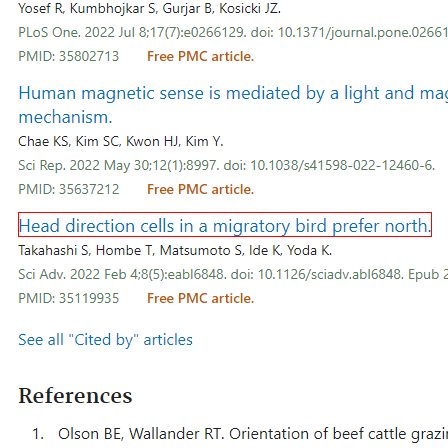 Yosef R, Kumbhojkar S, Gurjar B, Kosicki JZ.
PLoS One. 2022 Jul 8;17(7):e0266129. doi: 10.1371/journal.pone.02661
PMID: 35802713 Free PMC article.
Human magnetic sense is mediated by a light and mag
mechanism.
Chae KS, Kim SC, Kwon HJ, Kim Y.
Sci Rep. 2022 May 30;12(1):8997. doi: 10.1038/s41598-022-12460-6.
PMID: 35637212 Free PMC article.
Head direction cells in a migratory bird prefer north.
Takahashi S, Hombe T, Matsumoto S, Ide K, Yoda K.
Sci Adv. 2022 Feb 4;8(5):eabl6848. doi: 10.1126/sciadv.abl6848. Epub 2
PMID: 35119935 Free PMC article.
See all "Cited by" articles
References
1. Olson BE, Wallander RT. Orientation of beef cattle grazi